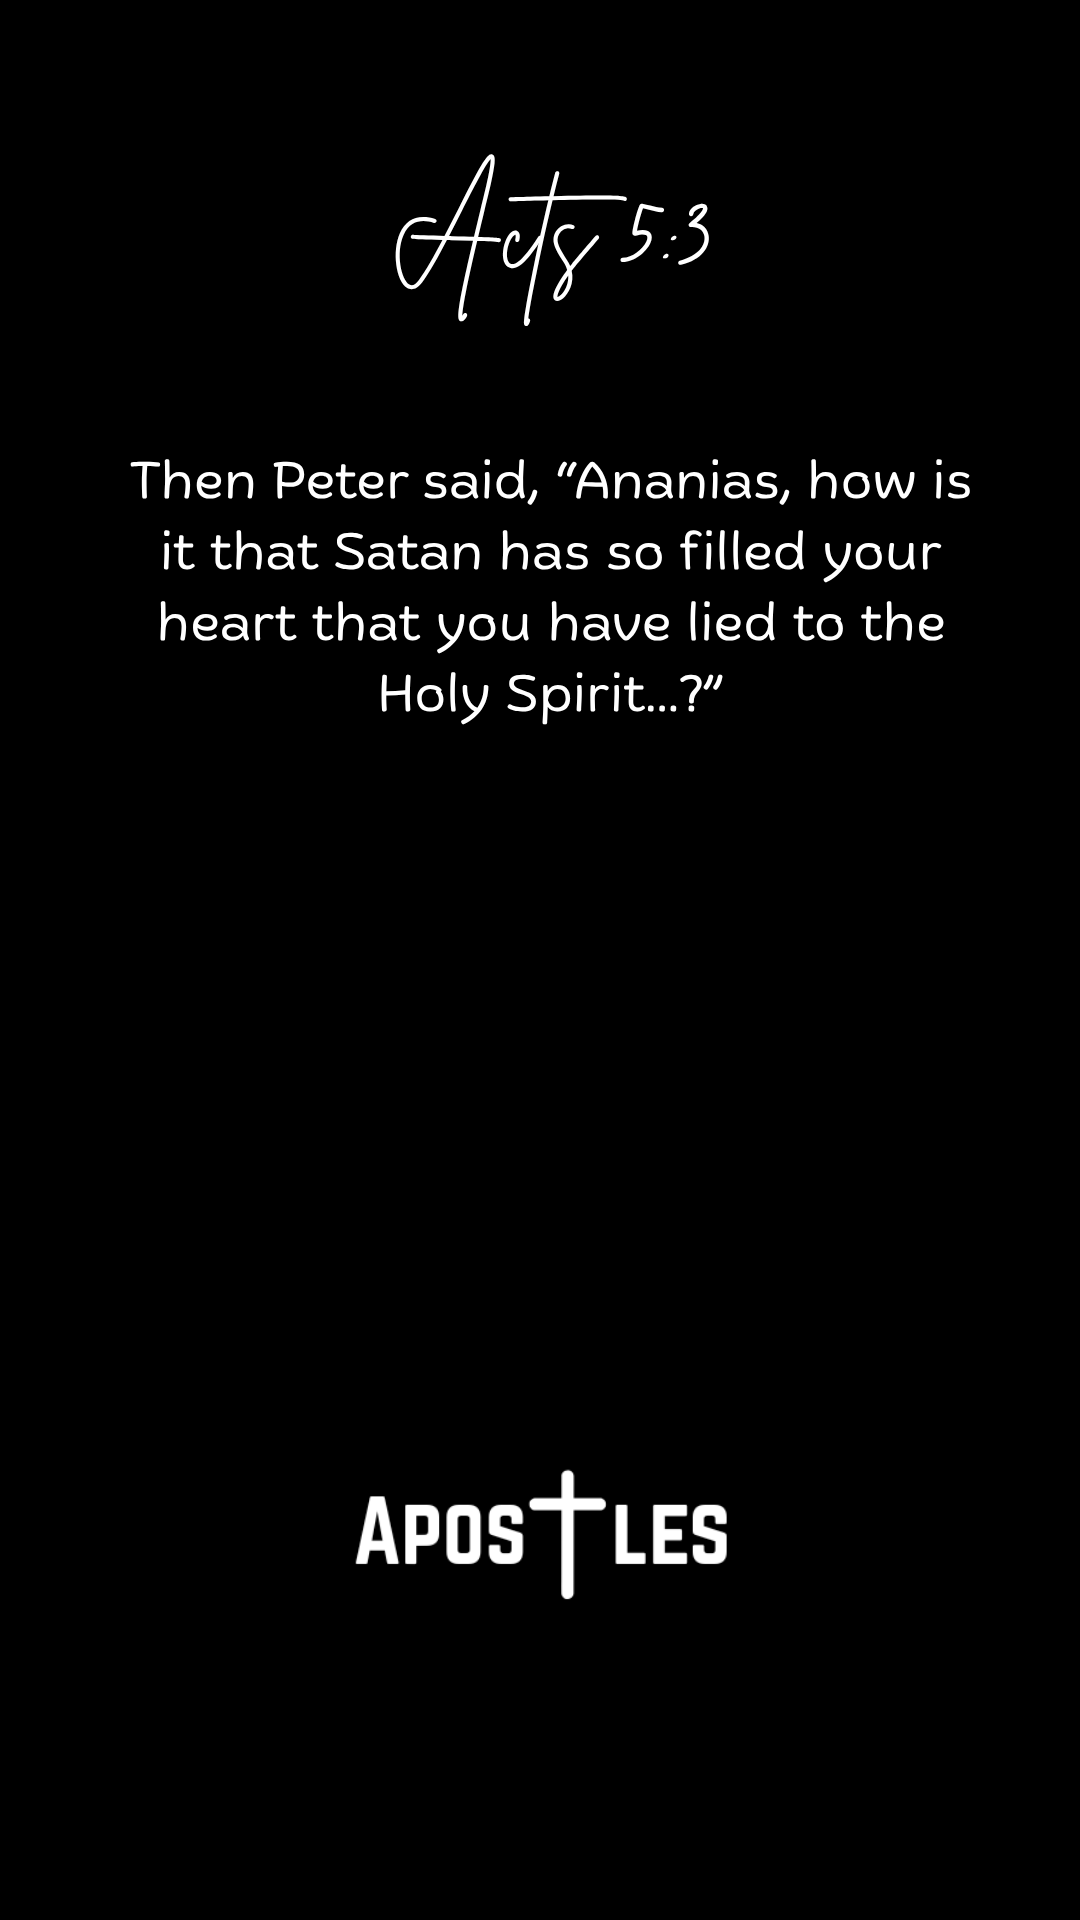 Acts 5:3
Then Peter said, “Ananias, how is
it that Satan has so filled your
heart that you have lied to the
Holy Spirit...?”
APOSTLES